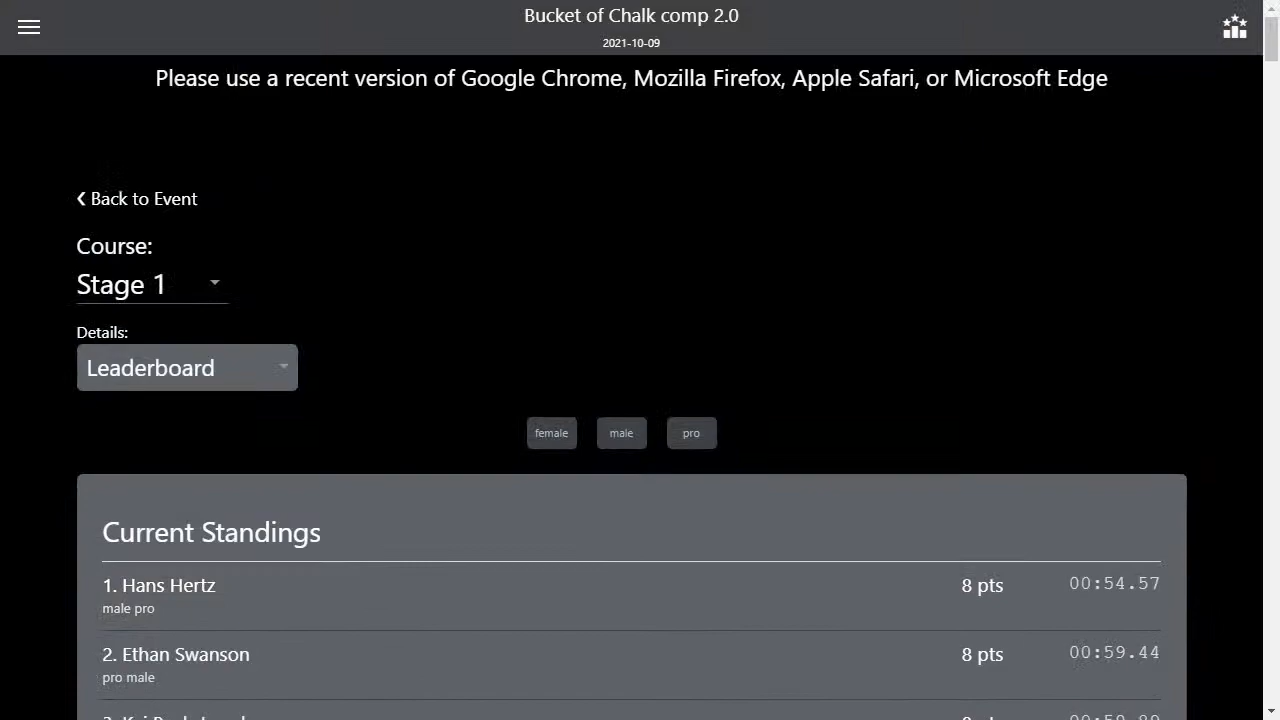 Bucket of Chalk comp 2.0
2021-10-09
Please use a recent version of Google Chrome, Mozilla Firefox, Apple Safari, or Microsoft Edge
Back to Event
Course:
Stage 1
Details:
Leaderboard
female male pro
Current Standings
1. Hans Hertz 8 pts 00:54.57
male pro
2. Ethan Swanson 8 pts 00:59.44
pro male